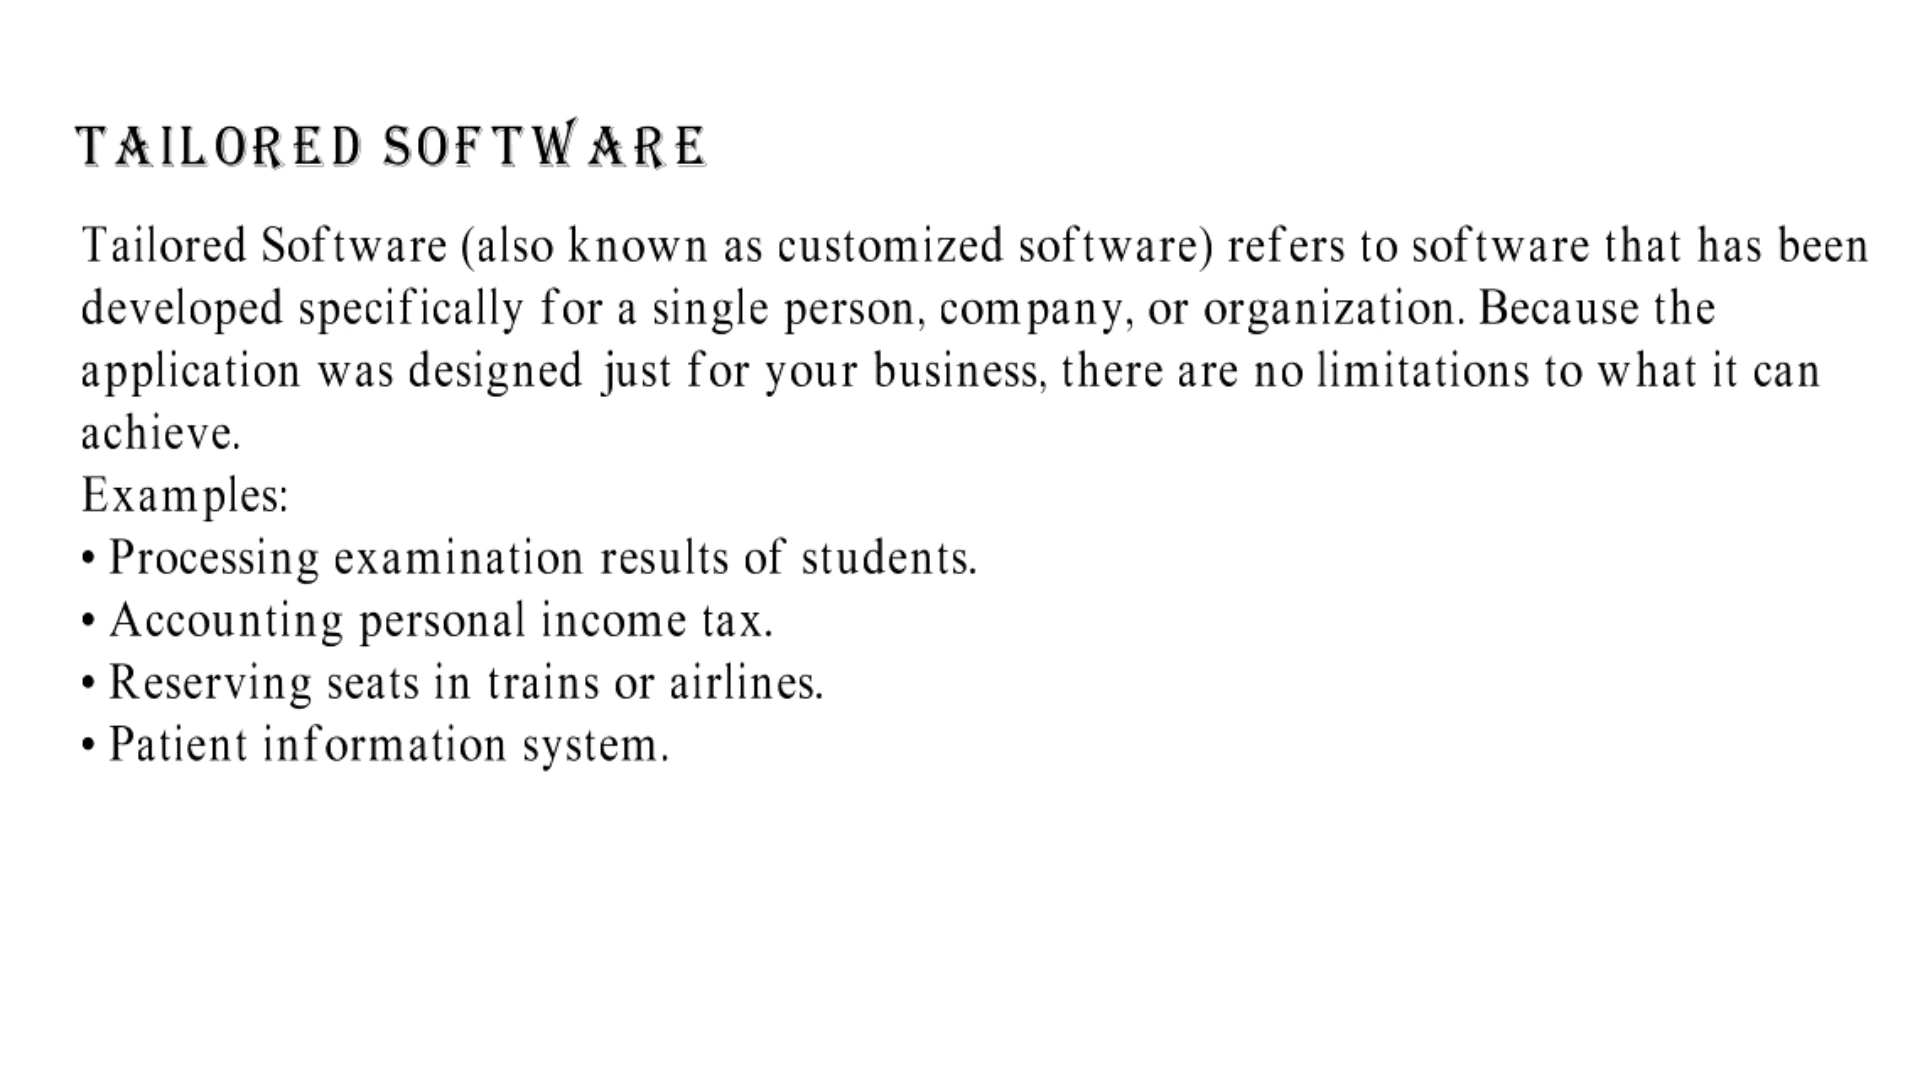 TAILORED SOFTWARE
Tailored Software (also known as customized software) refers to software that has been
developed specifically for a single person, company, or organization. Because the
application was designed just for your business, there are no limitations to what it can
achieve.
Examples:
• Processing examination results of students.
• Accounting personal income tax.
• Reserving seats in trains or airlines.
• Patient information system.